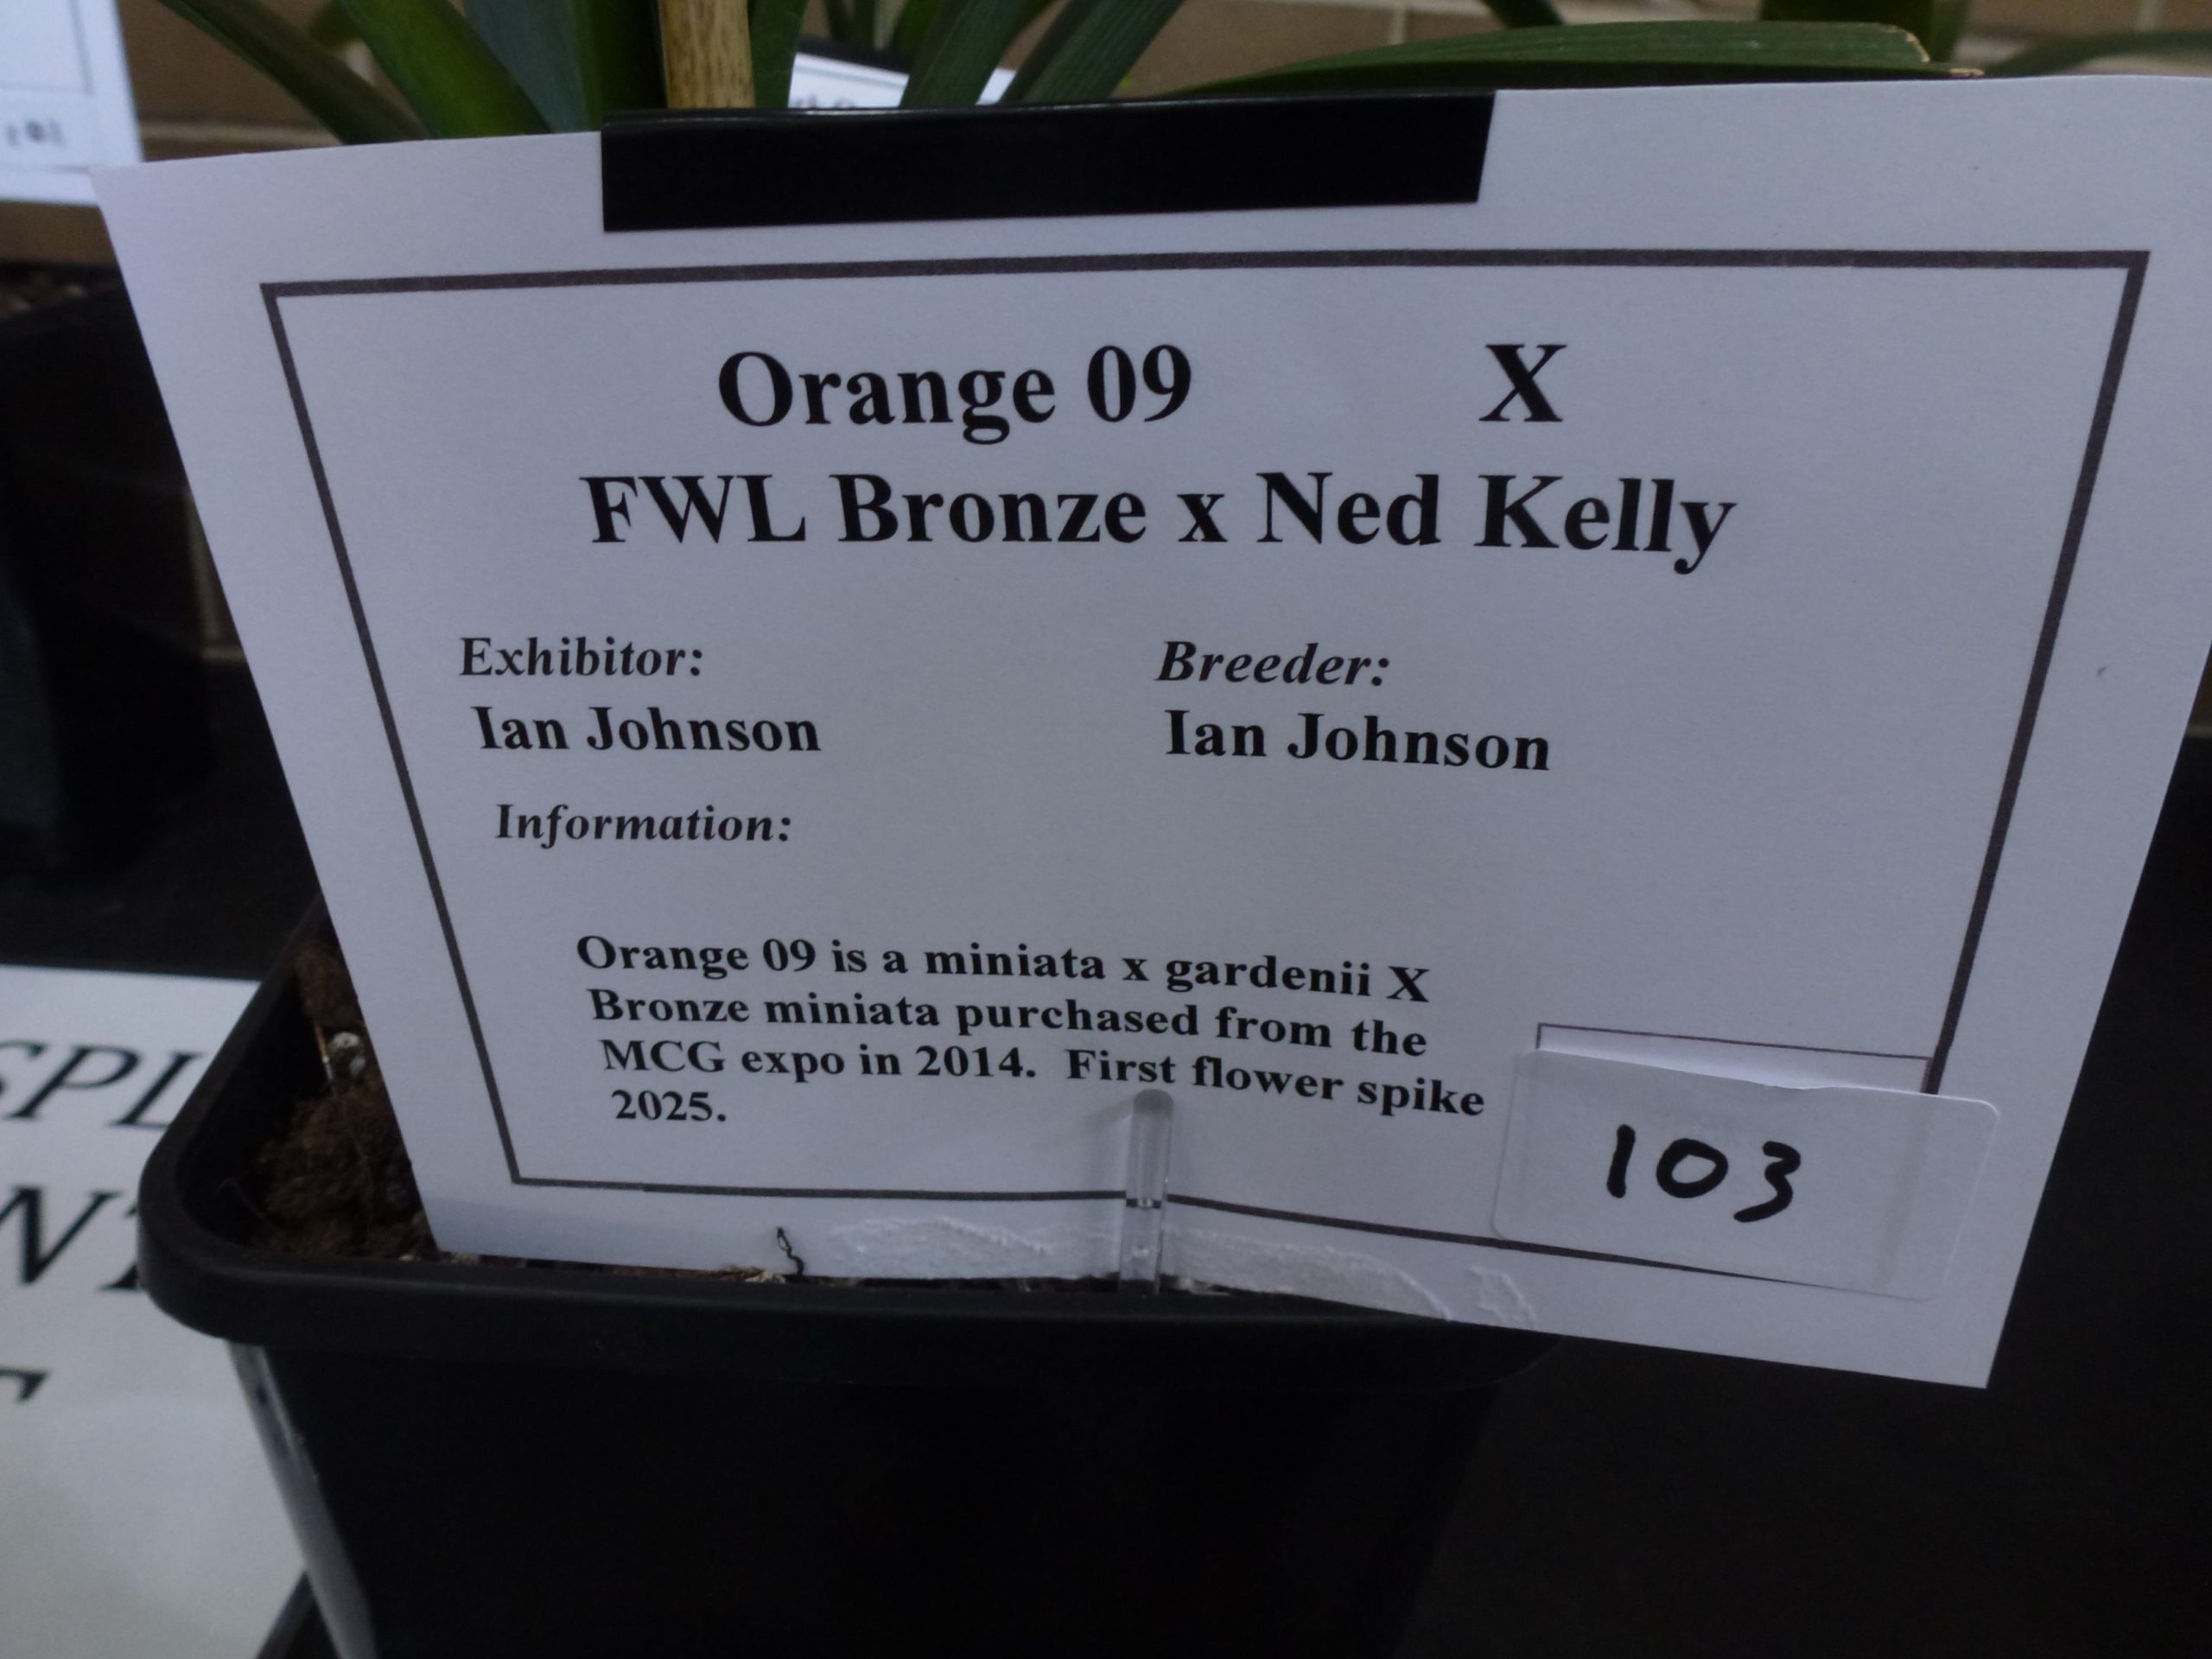 Orange 09 X
FWL Bronze x Ned Kelly
Exhibitor: Breeder:
Ian Johnson Ian Johnson
Information:
Orange 09 is a miniata x gardenii X
Bronze miniata purchased from the
MCG expo in 2014. First flower spike
2025.
103